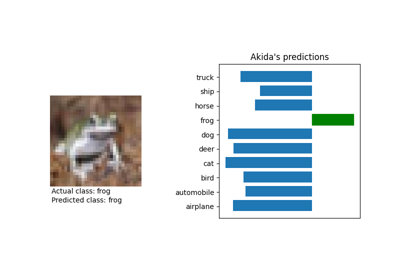 Akida's predictions
truck
ship
horse
frog
dog
deer
cat
bird
automobile
airplane
Actual class: frog
Predicted class: frog